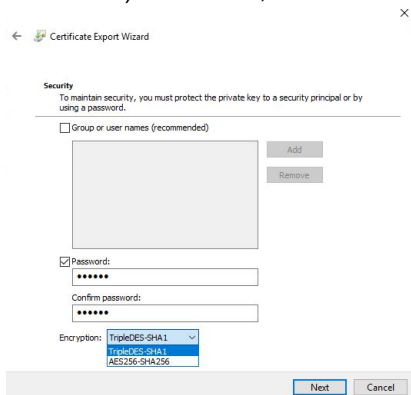 Certificate Export Wizard
Security
To maintain security, you must protect the private key to a security principal or by
using a password.
Group or user names (recommended)
Add
Remove
Password:
••••••
Confirm password:
••••••
Encryption: TripleDES-SHA1
TripleDES-SHA1
AES256-SHA256
Next Cancel